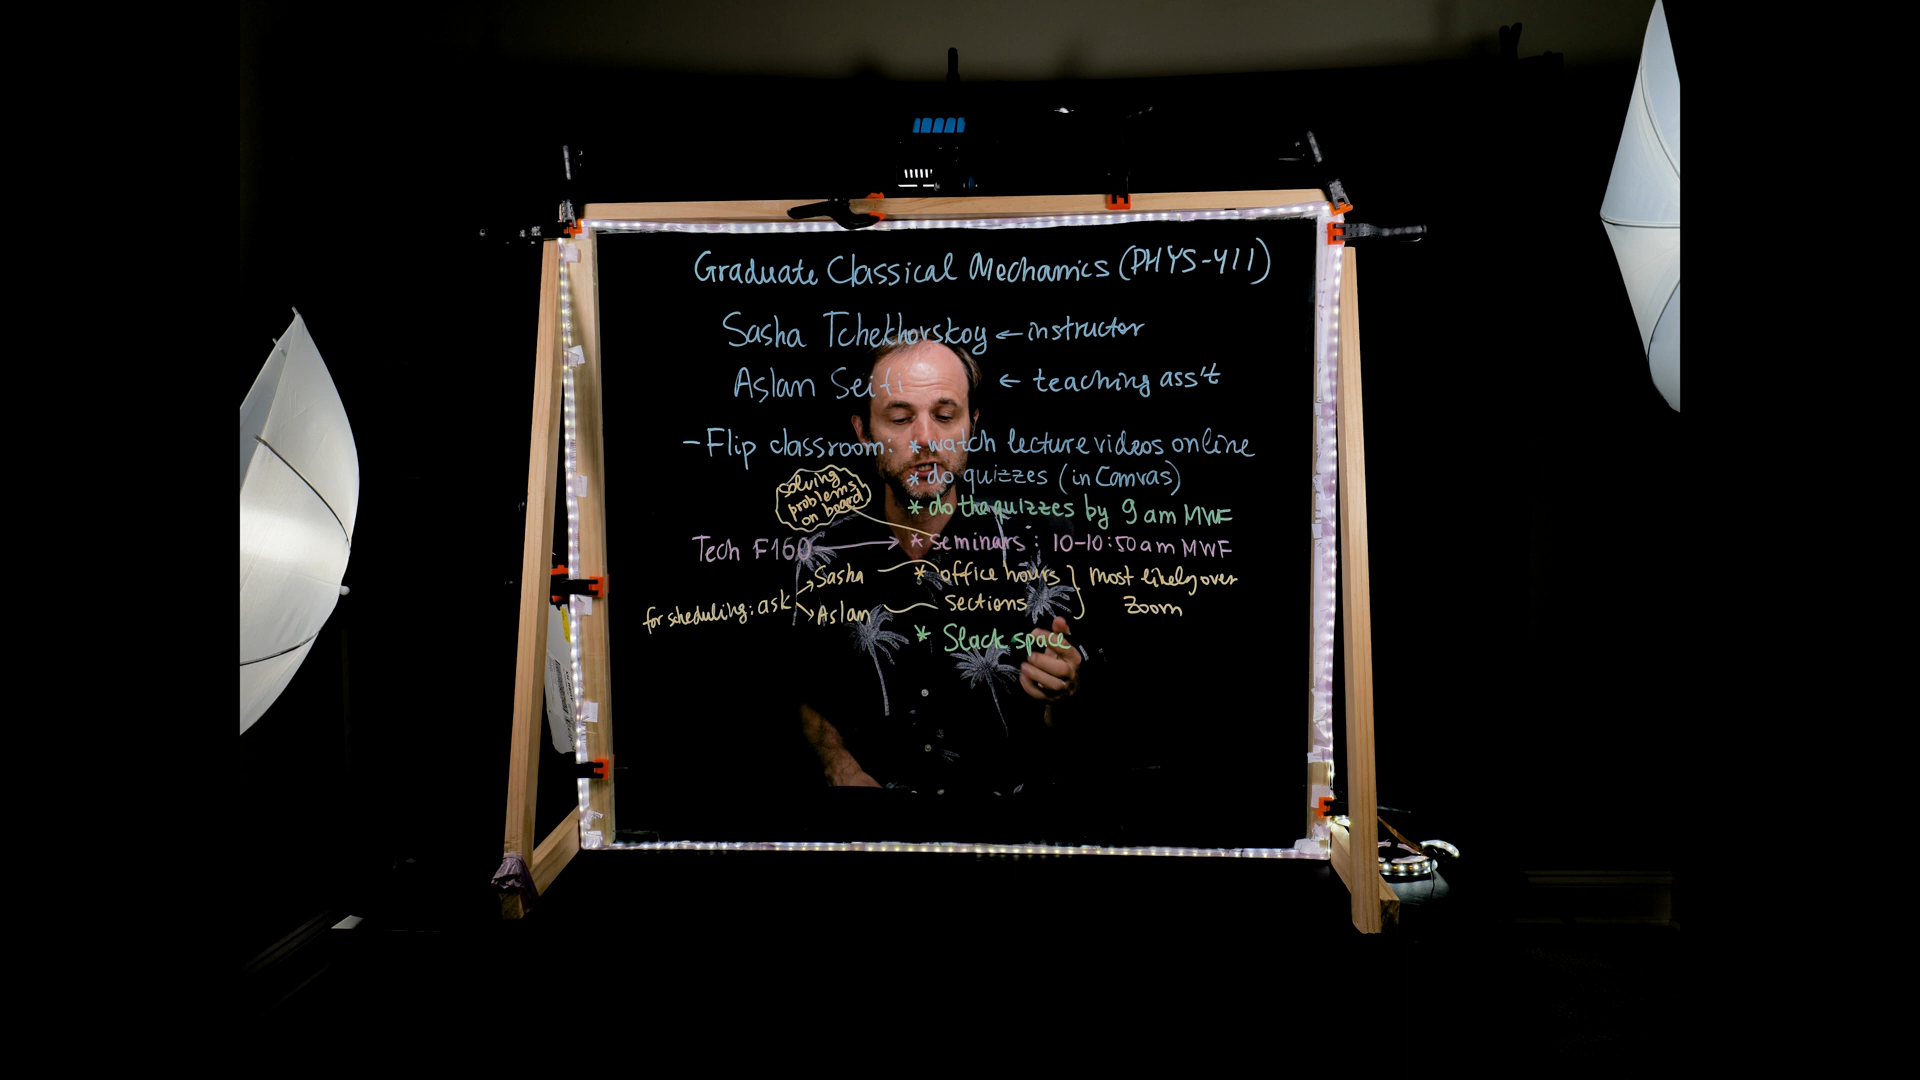 Graduate Classical Mechanics (PHYS-411)
Sasha Tchekhovskoy ← instructor
Aslan Seifi ← teaching ass't
- Flip classroom: * watch lecture videos online
* do quizzes (in Canvas)
solving problems on board
* do the quizzes by 9 am MWF
Tech F160 → * seminars: 10-10:50 am MWF
Sasha * office hours } most likely over
for scheduling: ask Aslan Sections Zoom
* Slack space